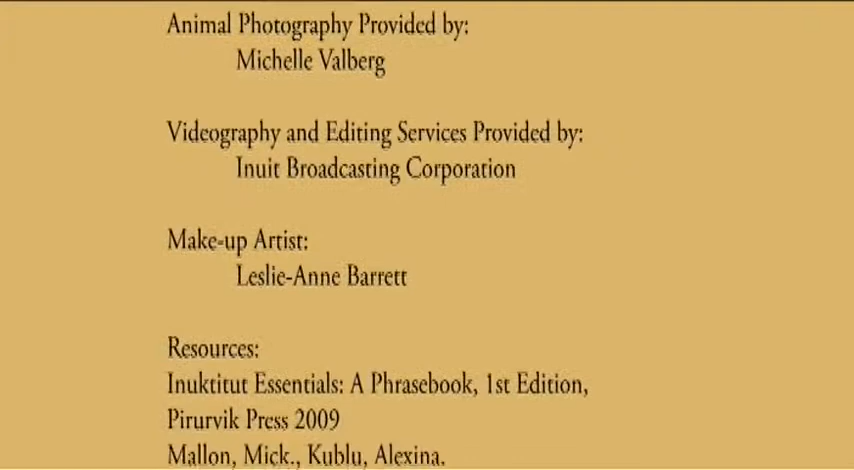 Animal Photography Provided by:
Michelle Valberg
Videography and Editing Services Provided by:
Inuit Broadcasting Corporation
Make-up Artist:
Leslie-Anne Barrett
Resources:
Inuktitut Essentials: A Phrasebook, 1st Edition,
Pirurvik Press 2009
Mallon, Mick., Kublu, Alexina.